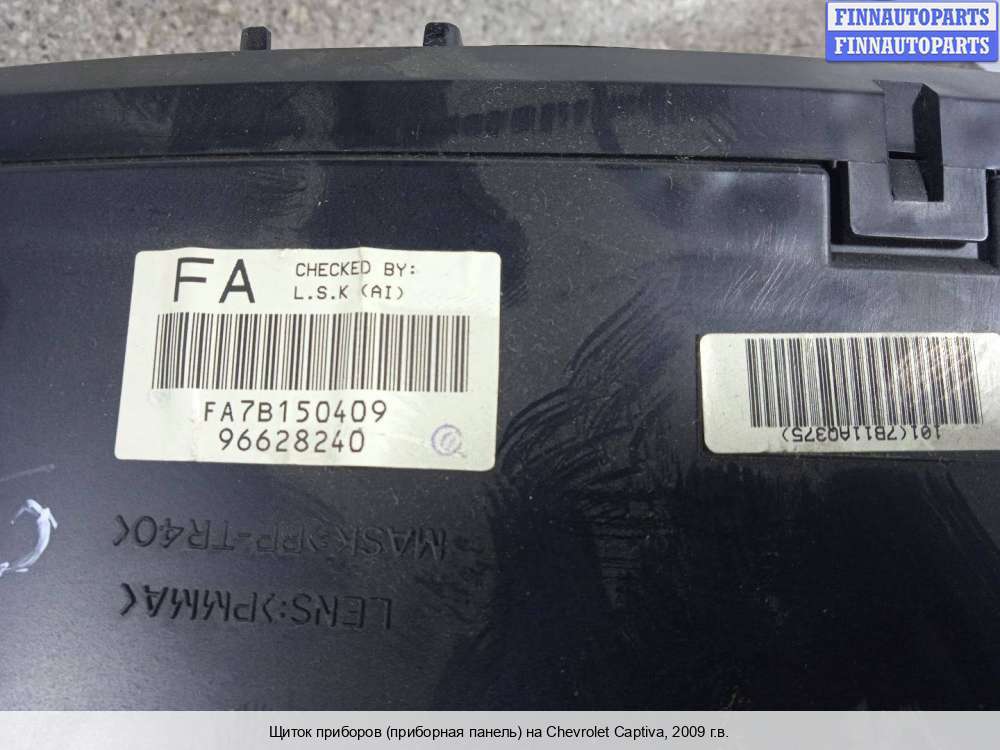 FINNAUTOPARTS
FINNAUTOPARTS
FA
CHECKED BY:
L.S.K (AI)
FA7B150409
96628240
101(7B11AQ375)
MASK:>PP-TR40<
LENS:>PMMA<
Щиток приборов (приборная панель) на Chevrolet Captiva, 2009 г.в.